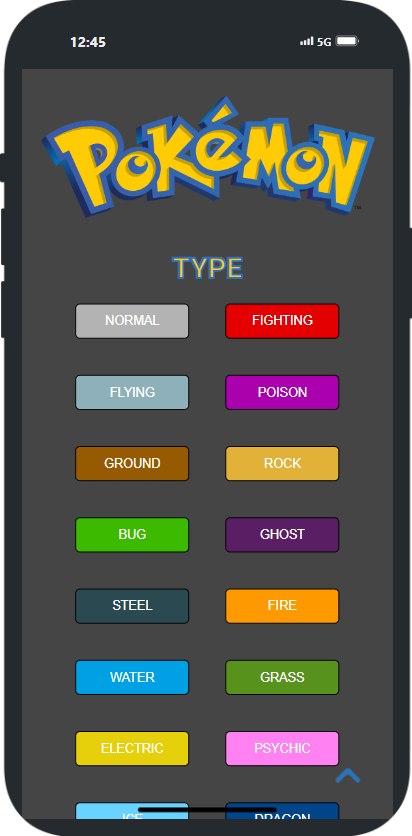 12:45 5G
POKéMON
TM
TYPE
NORMAL FIGHTING
FLYING POISON
GROUND ROCK
BUG GHOST
STEEL FIRE
WATER GRASS
ELECTRIC PSYCHIC
ICE DRAGON